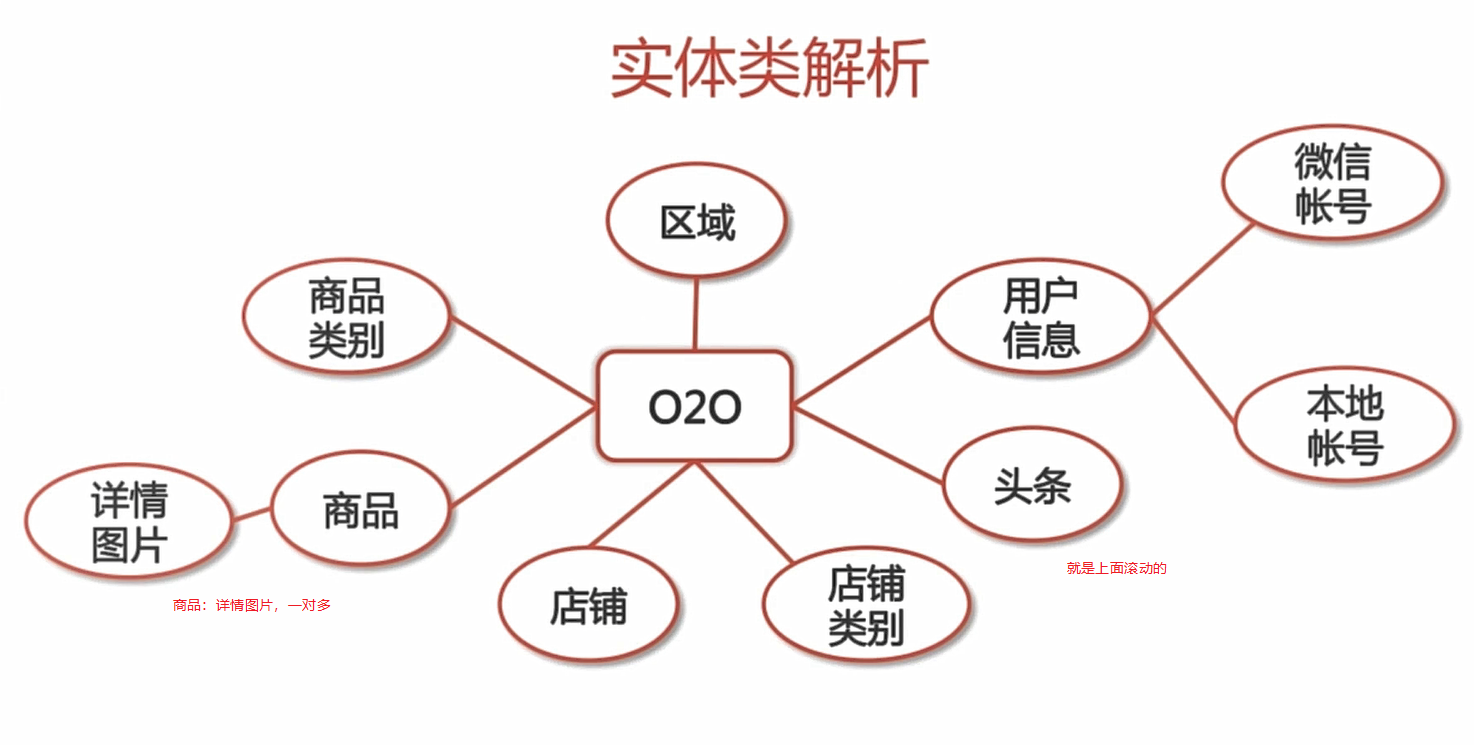 实体类解析
微信
帐号
区域
商品
类别
用户
信息
O2O
本地
帐号
详情
图片
商品
头条
就是上面滚动的
店铺
店铺
类别
商品：详情图片，一对多